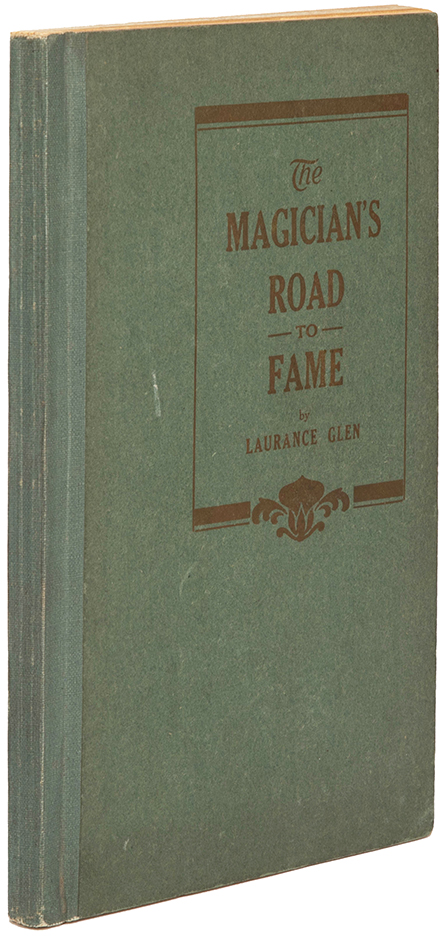 The
MAGICIAN'S
ROAD
—TO—
FAME
by
LAURANCE GLEN